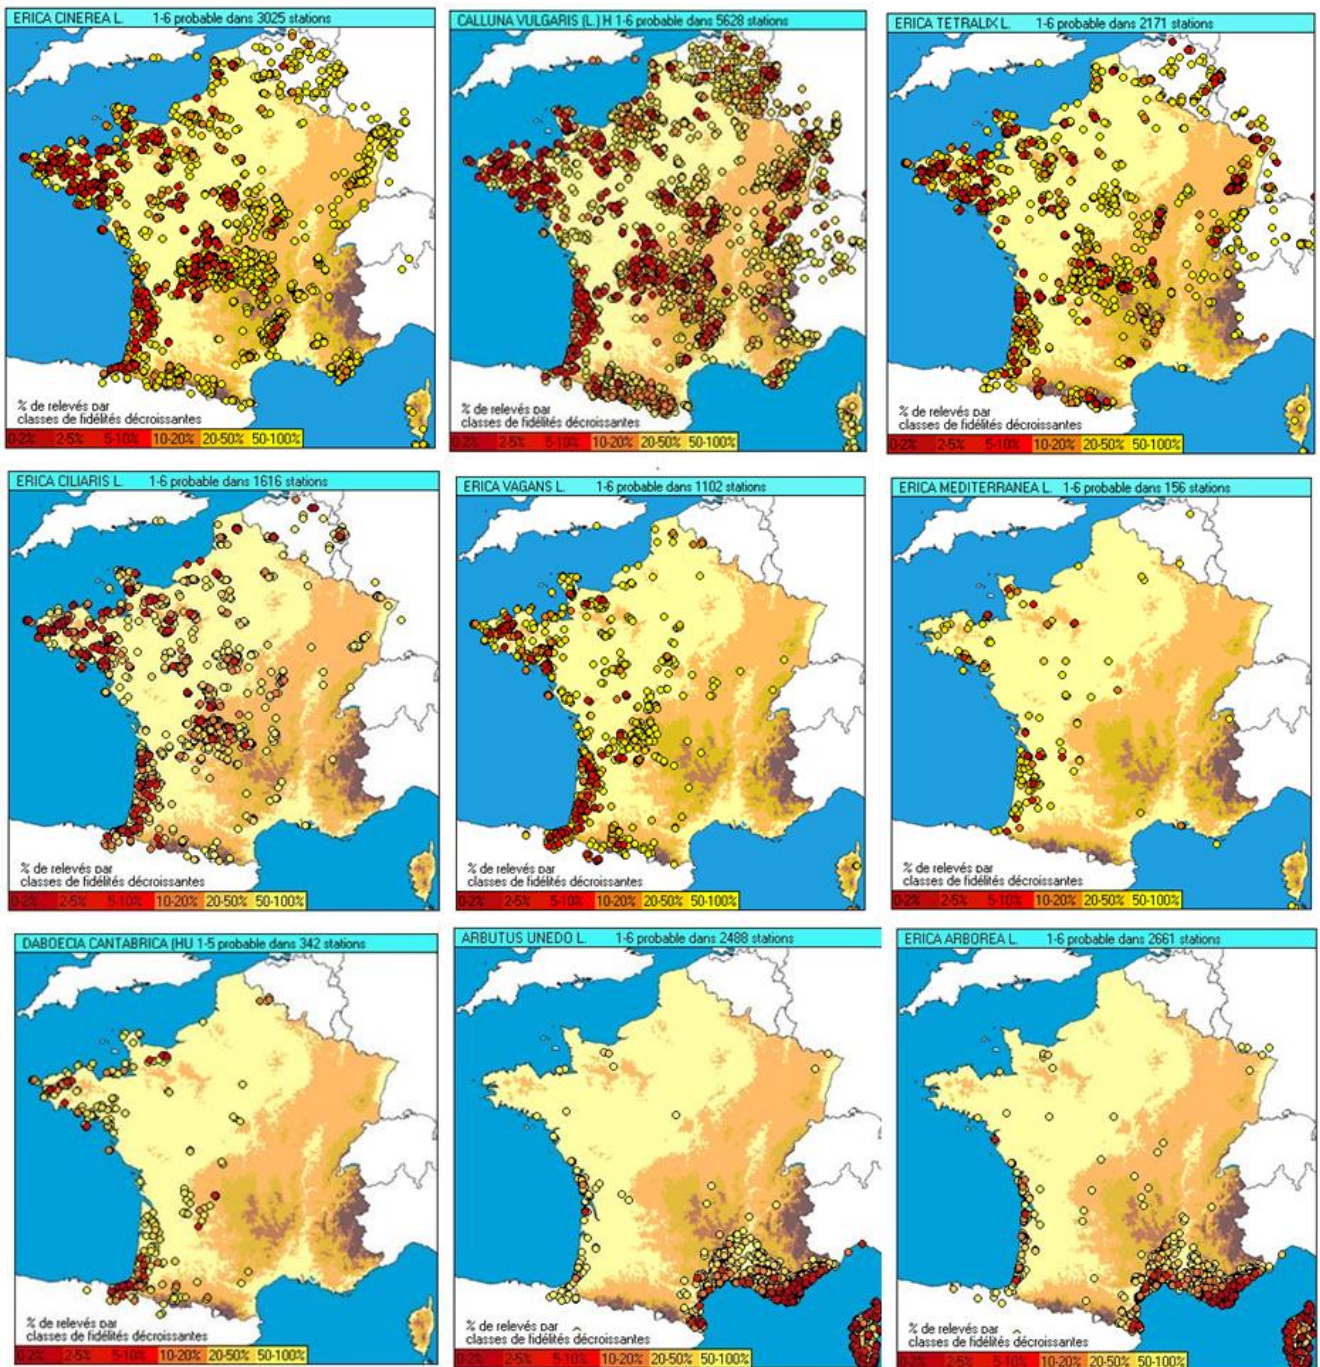 ERICA CINEREA L. 1-6 probable dans 3025 stations
CALLUNA VULGARIS (L.) H 1-6 probable dans 5628 stations
ERICA TETRALIX L. 1-6 probable dans 2171 stations
% de relevés par
classes de fidélités décroissantes
0-2% 2-5% 5-10% 10-20% 20-50% 50-100%
% de relevés par
classes de fidélités décroissantes
0-2% 2-5% 5-10% 10-20% 20-50% 50-100%
% de relevés par
classes de fidélités décroissantes
0-2% 2-5% 5-10% 10-20% 20-50% 50-100%
ERICA CILIARIS L. 1-6 probable dans 1616 stations
ERICA VAGANS L. 1-6 probable dans 1102 stations
ERICA MEDITERRANEA L. 1-6 probable dans 156 stations
% de relevés par
classes de fidélités décroissantes
0-2% 2-5% 5-10% 10-20% 20-50% 50-100%
% de relevés par
classes de fidélités décroissantes
0-2% 2-5% 5-10% 10-20% 20-50% 50-100%
% de relevés par
classes de fidélités décroissantes
0-2% 2-5% 5-10% 10-20% 20-50% 50-100%
DABOECIA CANTABRICA (HU 1-5 probable dans 342 stations
ARBUTUS UNEDO L. 1-6 probable dans 2488 stations
ERICA ARBOREA L. 1-6 probable dans 2661 stations
% de relevés par
classes de fidélités décroissantes
0-2% 2-5% 5-10% 10-20% 20-50% 50-100%
% de relevés par
classes de fidélités décroissantes
0-2% 2-5% 5-10% 10-20% 20-50% 50-100%
% de relevés par
classes de fidélités décroissantes
0-2% 2-5% 5-10% 10-20% 20-50% 50-100%